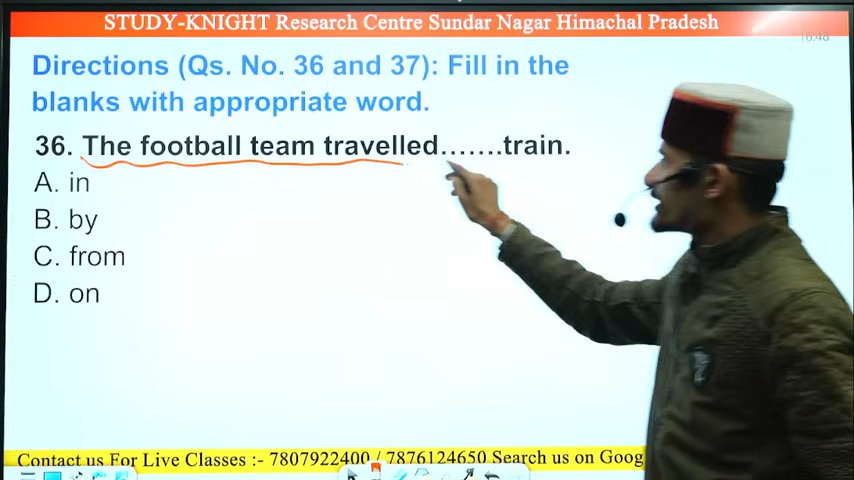 STUDY-KNIGHT Research Centre Sundar Nagar Himachal Pradesh
16:48
Directions (Qs. No. 36 and 37): Fill in the
blanks with appropriate word.
36. The football team travelled.......train.
A. in
B. by
C. from
D. on
Contact us For Live Classes :- 7807922400 / 7876124650 Search us on Goog